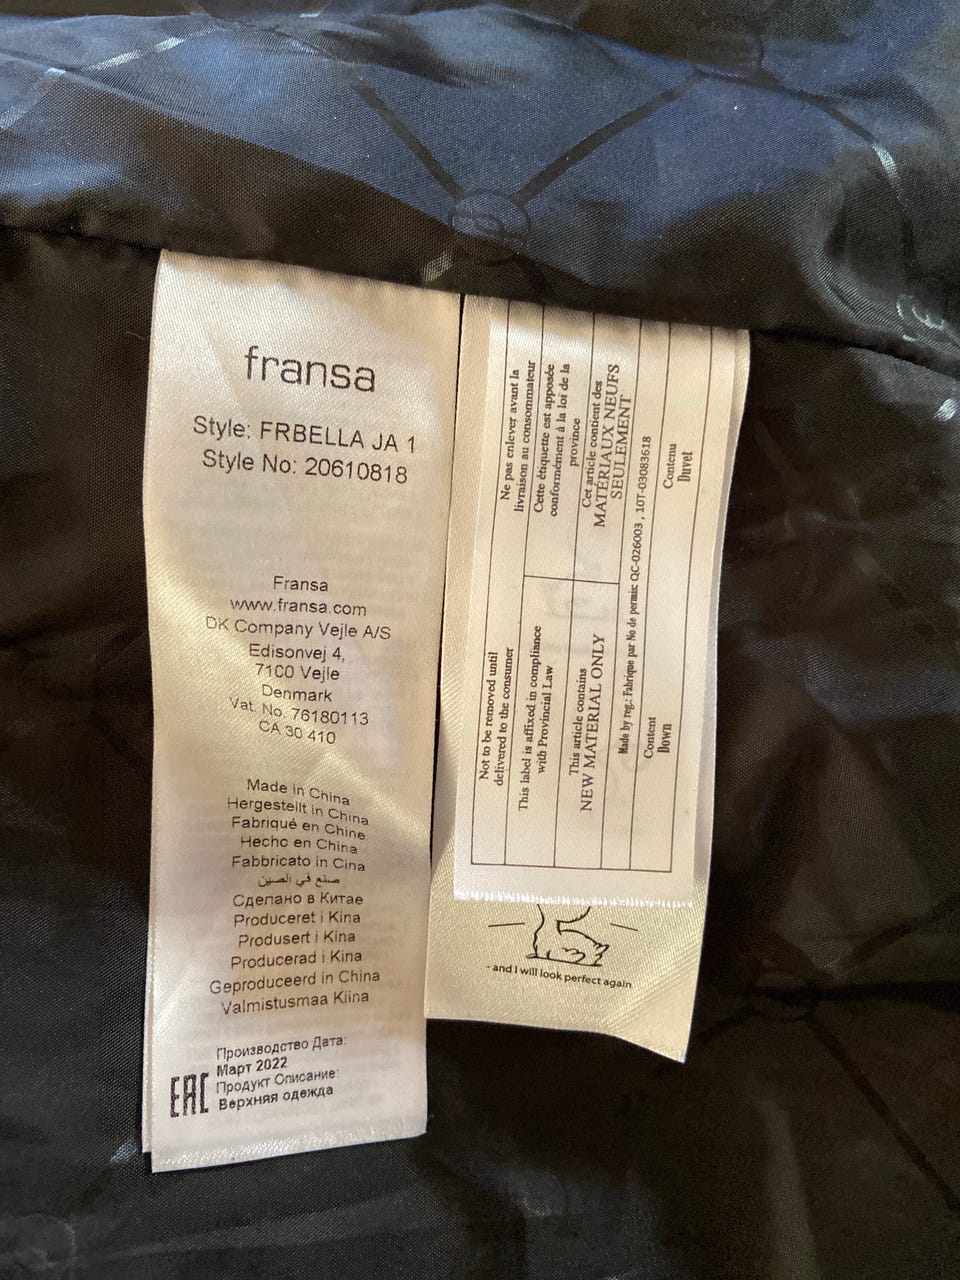 fransa
Style: FRBELLA JA 1
Style No: 20610818
Fransa
www.fransa.com
DK Company Vejle A/S
Edisonvej 4,
7100 Vejle
Denmark
Vat. No. 76180113
CA 30 410
Made in China
Hergestellt in China
Fabriqué en Chine
Hecho en China
Fabbricato in Cina
صنع في الصين
Сделано в Китае
Produceret i Kina
Produsert i Kina
Producerad i Kina
Geproduceerd in China
Valmistusmaa Kiina
EAC
Производство Дата:
Март 2022
Продукт Описание:
Верхняя одежда
Not to be removed until
delivered to the consumer
Ne pas enlever avant la
livraison au consommateur
This label is affixed in compliance
with Provincial Law
Cette étiquette est apposée
conformément à la loi de la
province
This article contains
NEW MATERIAL ONLY
Cet article contient des
MATÉRIAUX NEUFS
SEULEMENT
Made by reg.: Fabrique par No de permis: QC-026003 , 10T-03083618
Content
Down
Contenu
Duvet
- and I will look perfect again